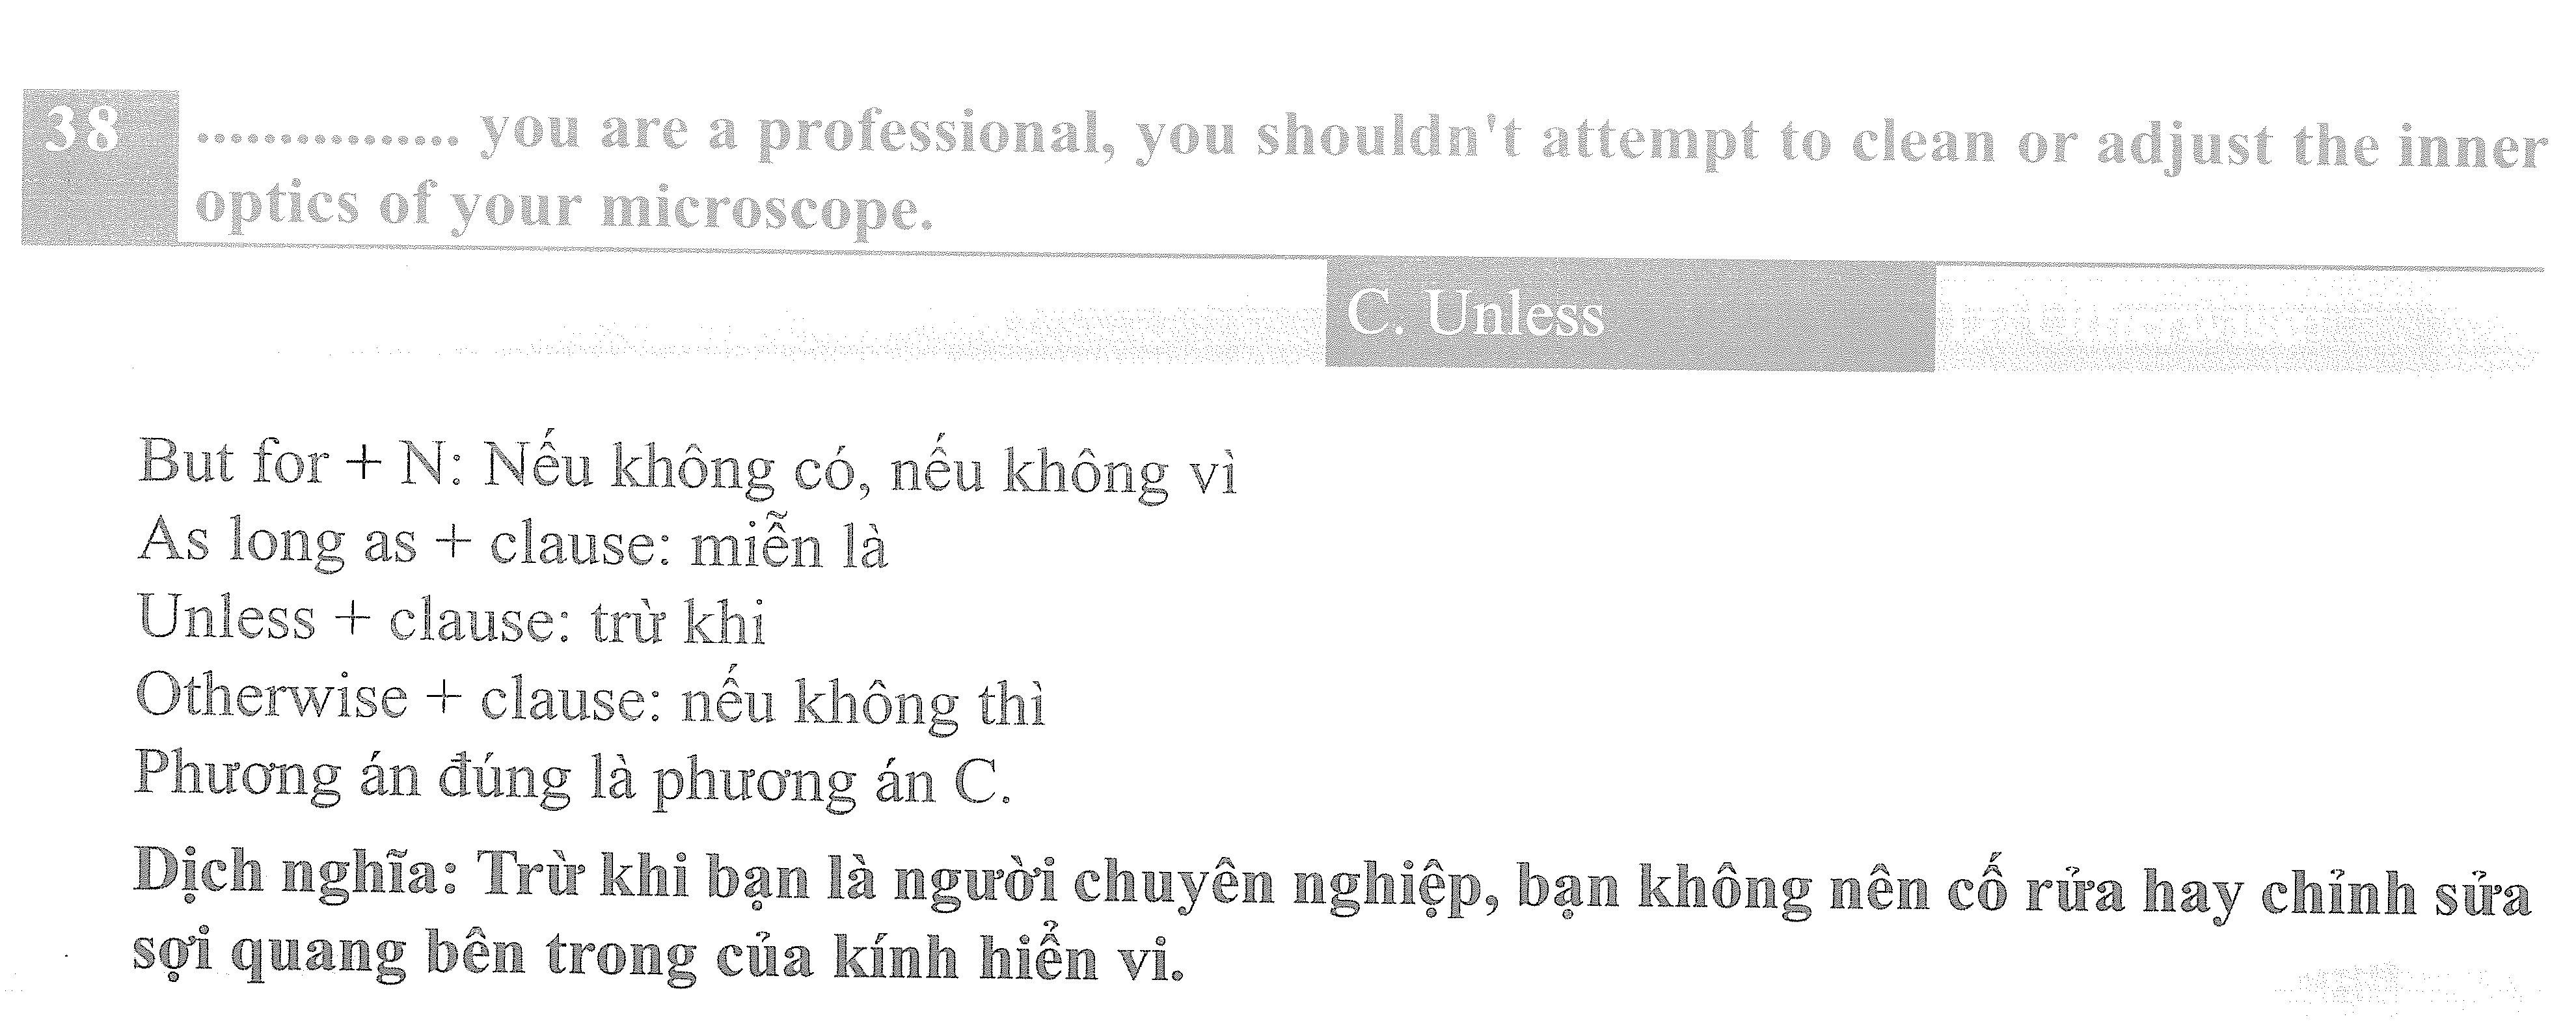 38 ............... you are a professional, you shouldn't attempt to clean or adjust the inner
optics of your microscope.
C. Unless
But for + N: Nếu không có, nếu không vì
As long as + clause: miễn là
Unless + clause: trừ khi
Otherwise + clause: nếu không thì
Phương án đúng là phương án C.
Dịch nghĩa: Trừ khi bạn là người chuyên nghiệp, bạn không nên cố rửa hay chỉnh sửa
sợi quang bên trong của kính hiển vi.